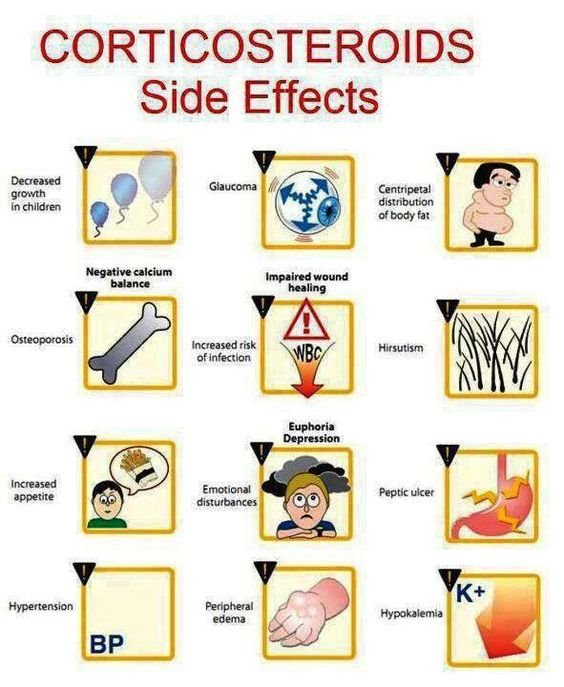 CORTICOSTEROIDS
Side Effects
Decreased
growth
in children
Glaucoma
Centripetal
distribution
of body fat
Negative calcium
balance
Osteoporosis
Impaired wound
healing
Increased risk
of infection
WBC
Hirsutism
Increased
appetite
Euphoria
Depression
Emotional
disturbances
Peptic ulcer
Hypertension
BP
Peripheral
edema
Hypokalemia
K+